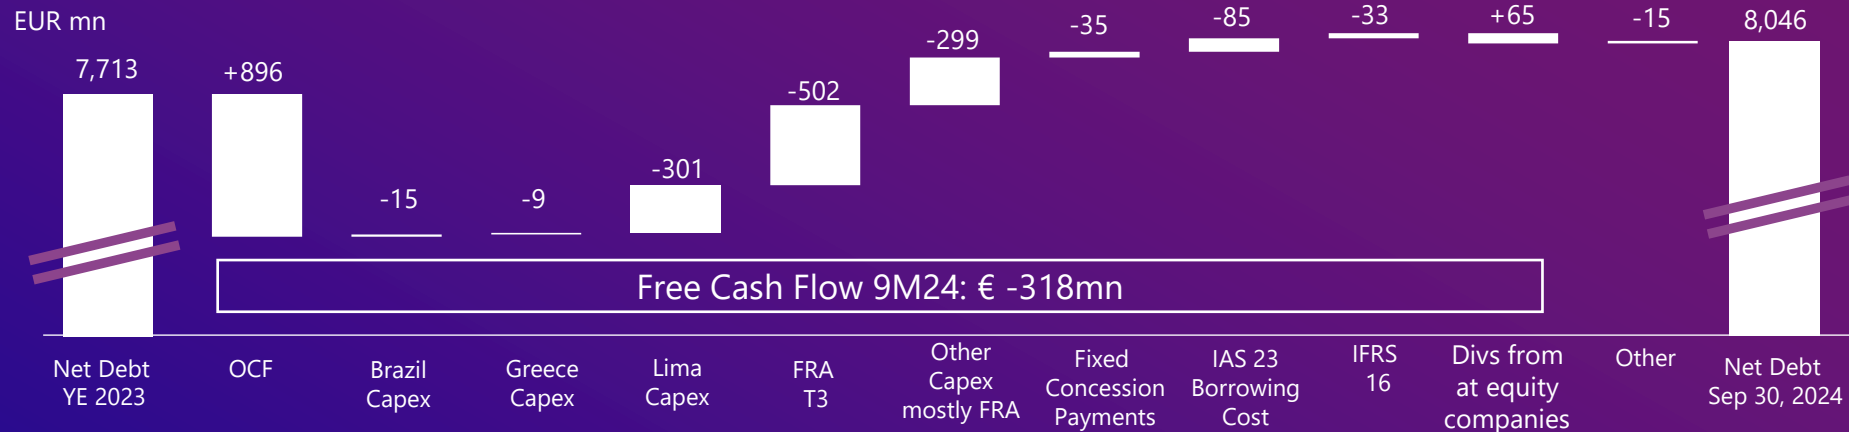 EUR mn
7,713
+896
-15
-9
-301
-502
-299
-35
-85
-33
+65
-15
8,046
Free Cash Flow 9M24: € -318mn
Net Debt
YE 2023
OCF
Brazil
Capex
Greece
Capex
Lima
Capex
FRA
T3
Other
Capex
mostly FRA
Fixed
Concession
Payments
IAS 23
Borrowing
Cost
IFRS
16
Divs from
at equity
companies
Other
Net Debt
Sep 30, 2024